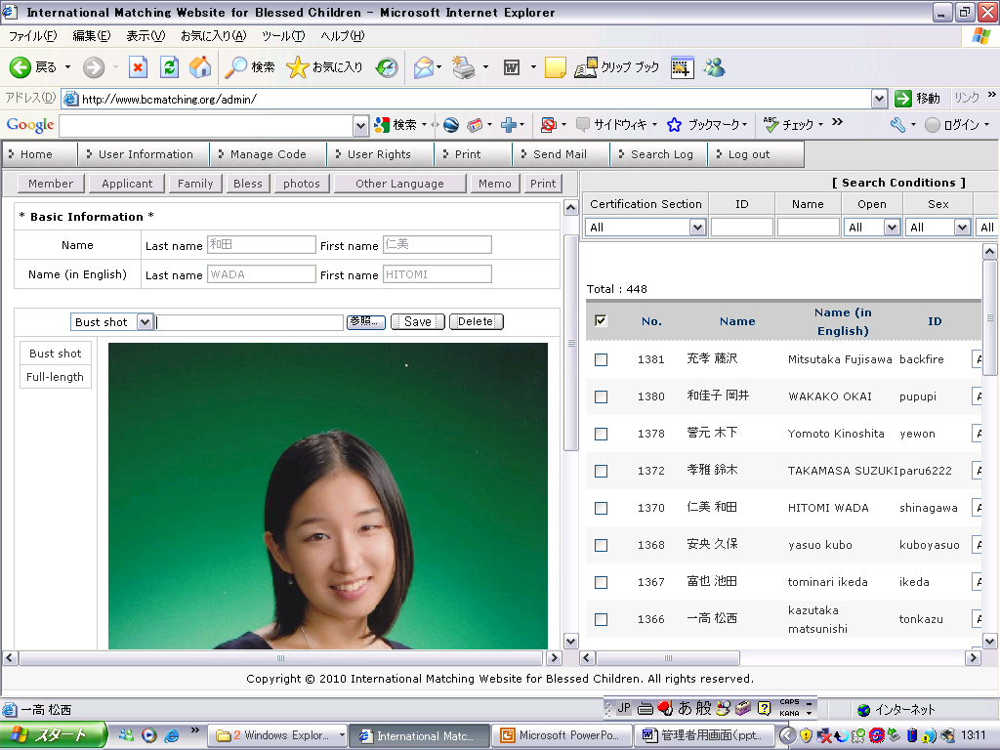 International Matching Website for Blessed Children - Microsoft Internet Explorer
ファイル(F) 編集(E) 表示(V) お気に入り(A) ツール(T) ヘルプ(H)
戻る 検索 お気に入り クリップ ブック
アドレス(D) http://www.bcmatching.org/admin/ 移動 リンク »
Google 検索 サイドウィキ ブックマーク チェック » ログイン
Home User Information Manage Code User Rights Print Send Mail Search Log Log out
Member Applicant Family Bless photos Other Language Memo Print
* Basic Information *
Name Last name 和田 First name 仁美
Name (in English) Last name WADA First name HITOMI
Bust shot 参照... Save Delete
Bust shot
Full-length
[ Search Conditions ]
Certification Section ID Name Open Sex
All All All All
Total : 448
No. Name Name (in English) ID
1381 充孝 藤沢 Mitsutaka Fujisawa backfire
1380 和佳子 岡井 WAKAKO OKAI pupupi
1378 誉元 木下 Yomoto Kinoshita yewon
1372 孝雅 鈴木 TAKAMASA SUZUKI paru6222
1370 仁美 和田 HITOMI WADA shinagawa
1368 安央 久保 yasuo kubo kuboyasuo
1367 富也 池田 tominari ikeda ikeda
1366 一高 松西 kazutaka matsunishi tonkazu
Copyright © 2010 International Matching Website for Blessed Children. All rights reserved.
一高 松西 JP あ 般 CAPS KANA インターネット
スタート » 2 Windows Explor... International Matc... Microsoft PowerPo... 管理者用画面(ppt... 13:11